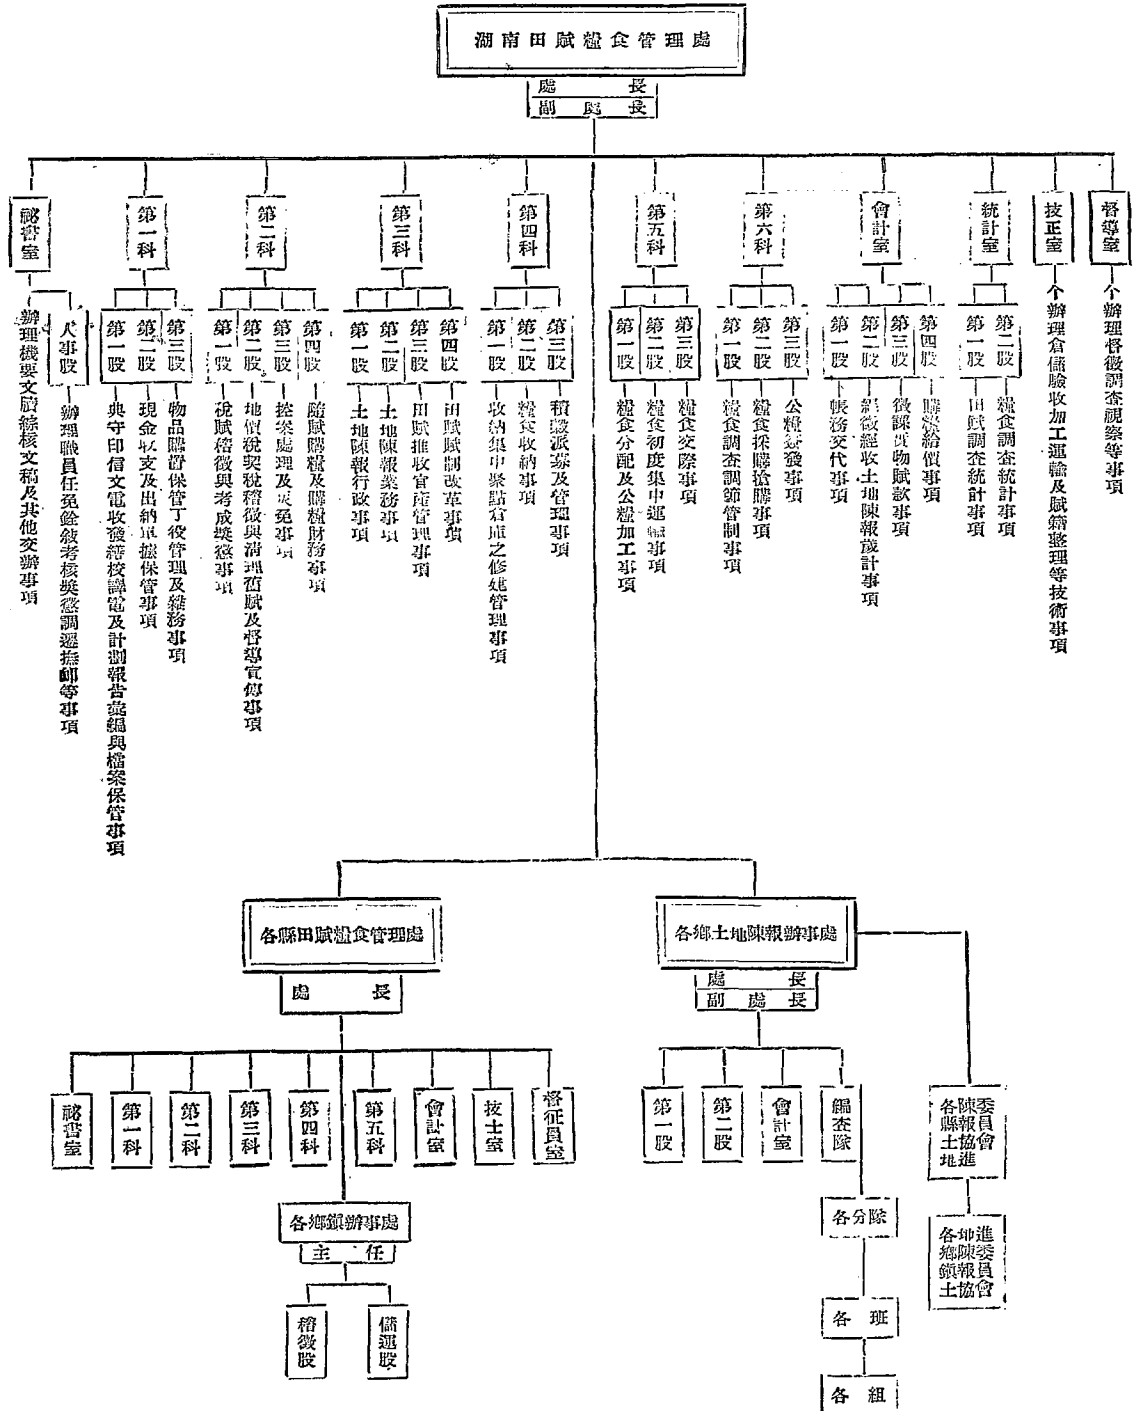 湖南田賦糧食管理處
處長
副處長
祕書室
辦理機要文牘綜核文稿及其他交辦事項
人事股
辦理職員任免銓敍考核獎懲調遷撫卹等事項
第一科
第一股
典守印信文電收發繕校譯電及計劃報告彙編與檔案保管事項
第二股
現金收支及出納單據保管事項
第三股
物品購置保管丁役管理及雜務事項
第二科
第一股
稅賦稽徵與考成獎懲事項
第二股
地價稅契稅稽徵與清理舊賦及督導宣傳事項
第三股
控案處理及災免事項
第四股
隨賦購糧及購糧財務事項
第三科
第一股
土地陳報行政事項
第二股
土地陳報業務事項
第三股
田賦推收官產管理事項
第四股
田賦賦制改革事項
第四科
第一股
收納集中聚點倉庫之修建管理事項
第二股
糧食收納事項
第三股
積穀派募及管理事項
第五科
第一股
糧食分配及公糧加工事項
第二股
糧食初度集中運輸事項
第三股
糧食交際事項
第六科
第一股
糧食調查調節管制事項
第二股
糧食採購搶購事項
第三股
公糧發事項
會計室
第一股
帳務交代事項
第二股
經徵經收土地陳報歲計事項
第三股
徵課實物賦款事項
第四股
購糧給價事項
統計室
第一股
田賦調查統計事項
第二股
糧食調查統計事項
技正室
辦理倉儲驗收加工運輸及賦籍整理等技術事項
督導室
辦理督徵調查視察等事項
各縣田賦糧食管理處
處長
祕書室
第一科
第二科
第三科
第四科
第五科
會計室
技士室
督征員室
各鄉鎮辦事處
主任
稽徵股
儲運股
各鄉土地陳報辦事處
處長
副處長
第一股
第二股
會計室
編查隊
各分隊
各班
各組
各縣土地
陳報協進
委員會
各鄉鎮土
地陳報協
進委員會